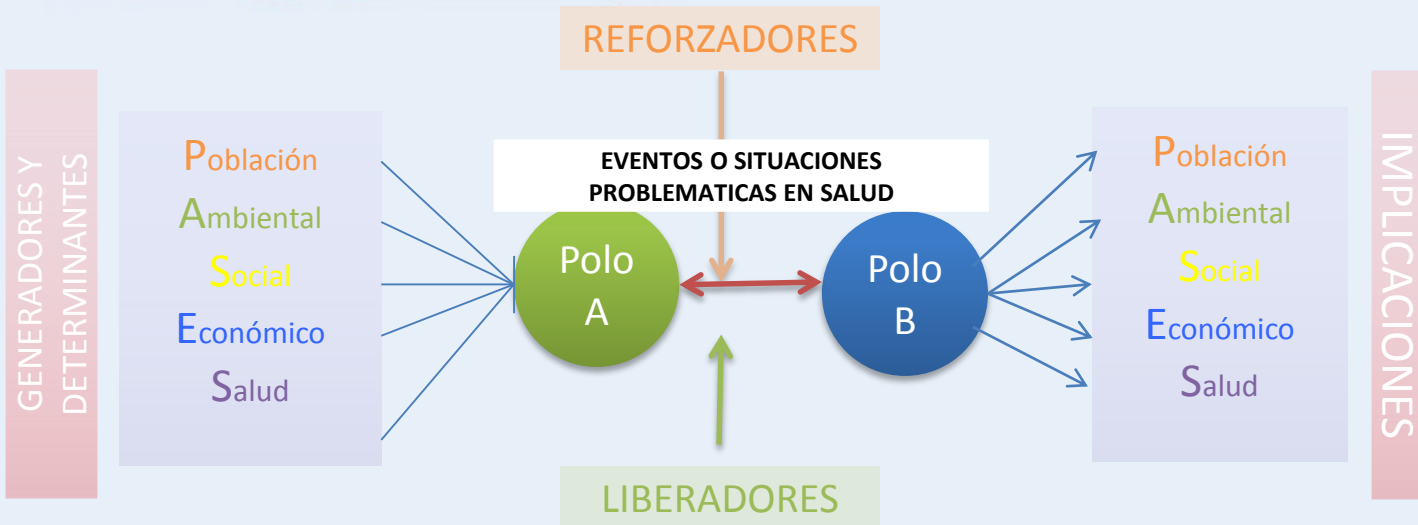 REFORZADORES
GENERADORES Y
DETERMINANTES
Población
Ambiental
Social
Económico
Salud
EVENTOS O SITUACIONES
PROBLEMATICAS EN SALUD
Polo
A
Polo
B
Población
Ambiental
Social
Económico
Salud
IMPLICACIONES
LIBERADORES